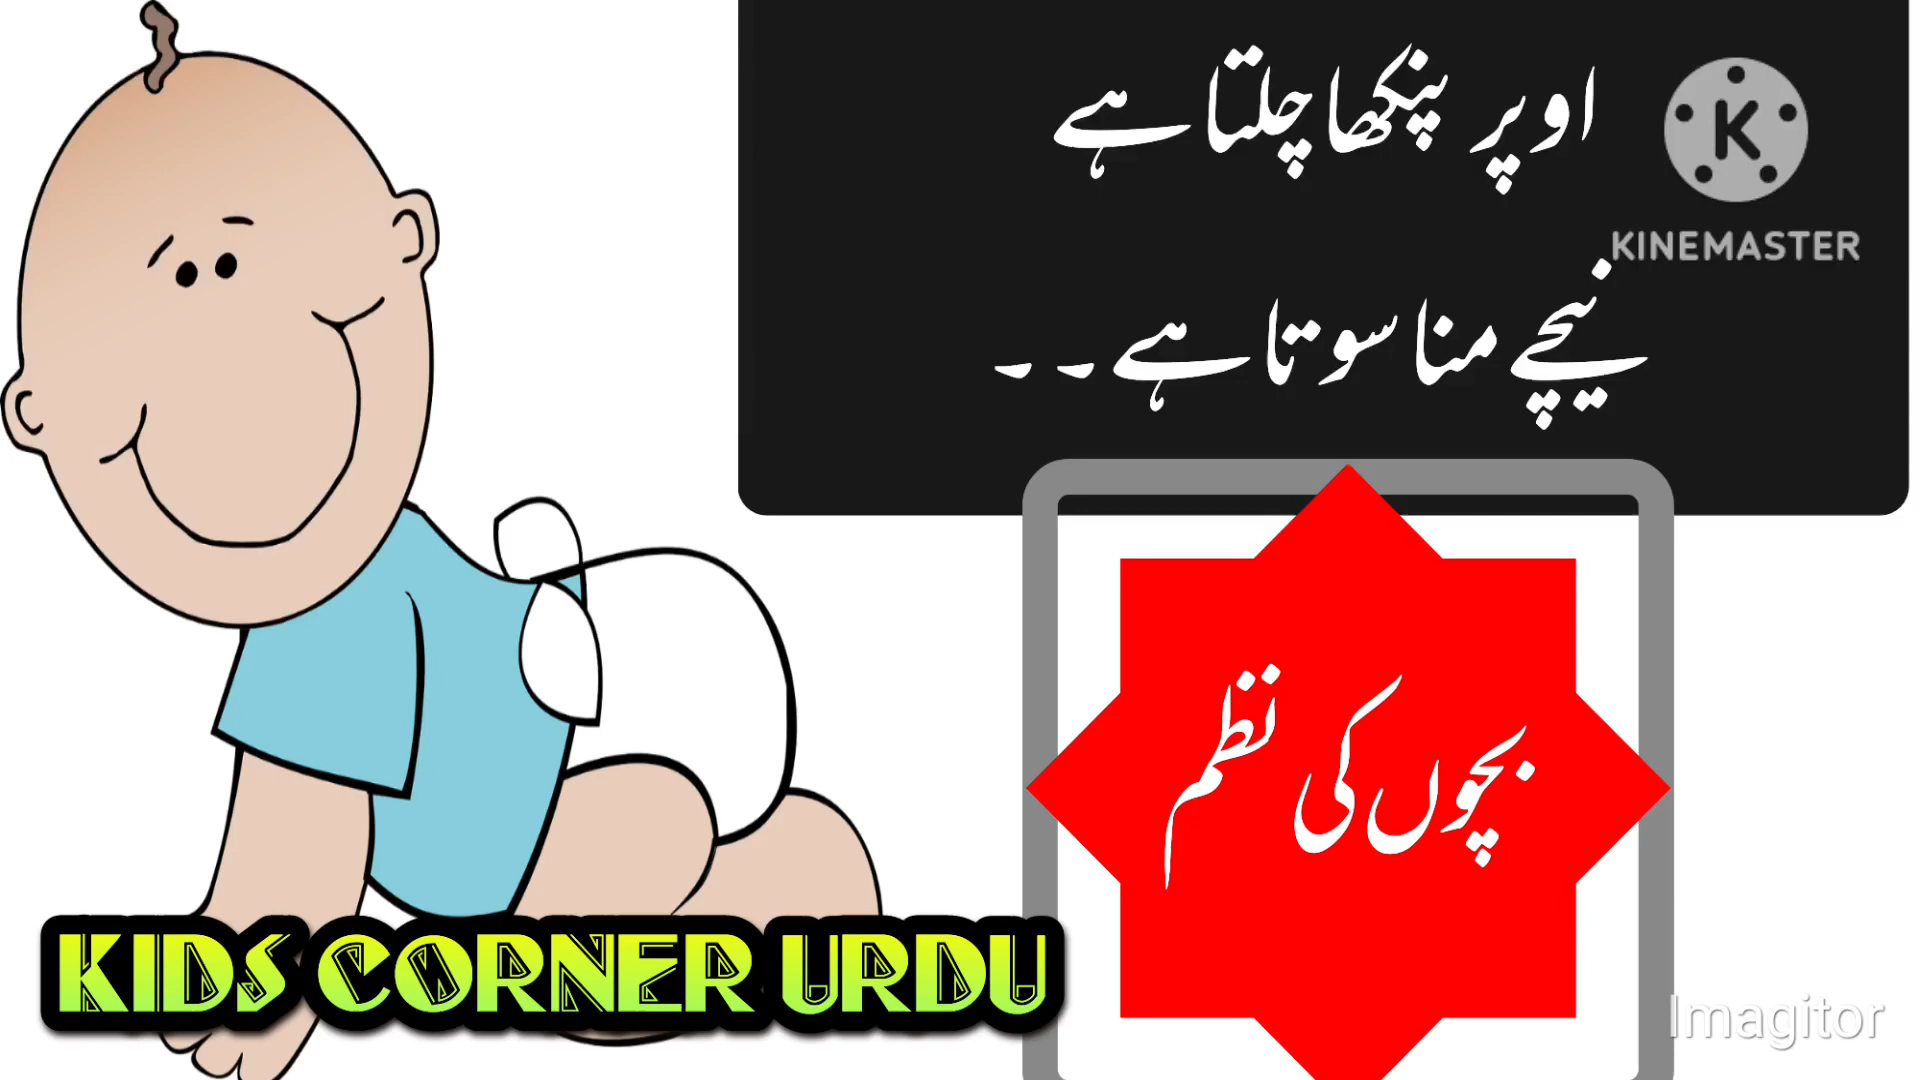 اوپر پنکھا چلتا ہے
KINEMASTER
نیچے منا سوتا ہے۔۔۔
بچوں کی نظم
KIDS CORNER URDU
Imagitor